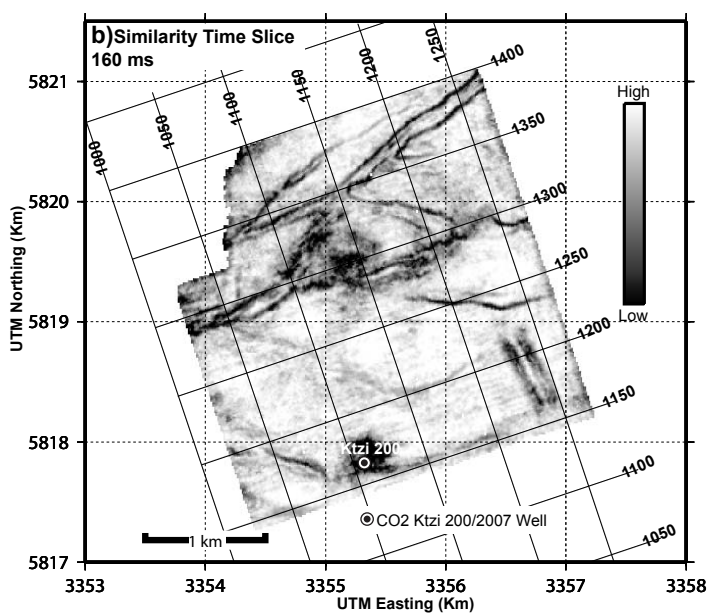 b)Similarity Time Slice
160 ms
1000
1050
1100
1150
1200
1250
1400
1350
1300
1250
1200
1150
1100
1050
High
Low
5821
5820
5819
5818
5817
UTM Northing (Km)
Ktzi 200
CO2 Ktzi 200/2007 Well
1 km
3353
3354
3355
3356
3357
3358
UTM Easting (Km)